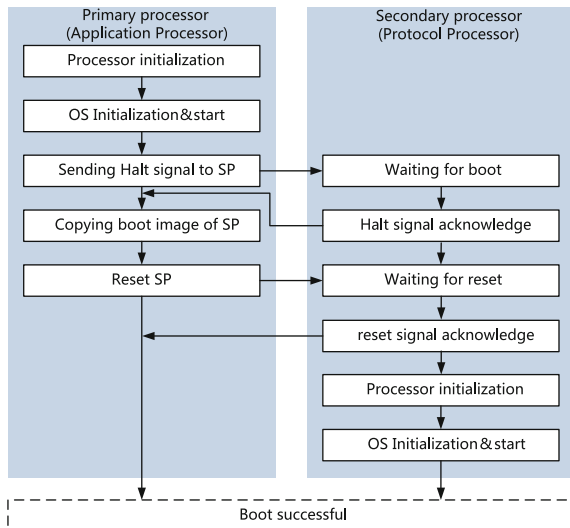 Primary processor
(Application Processor)
Processor initialization
OS Initialization&start
Sending Halt signal to SP
Copying boot image of SP
Reset SP
Secondary processor
(Protocol Processor)
Waiting for boot
Halt signal acknowledge
Waiting for reset
reset signal acknowledge
Processor initialization
OS Initialization&start
Boot successful